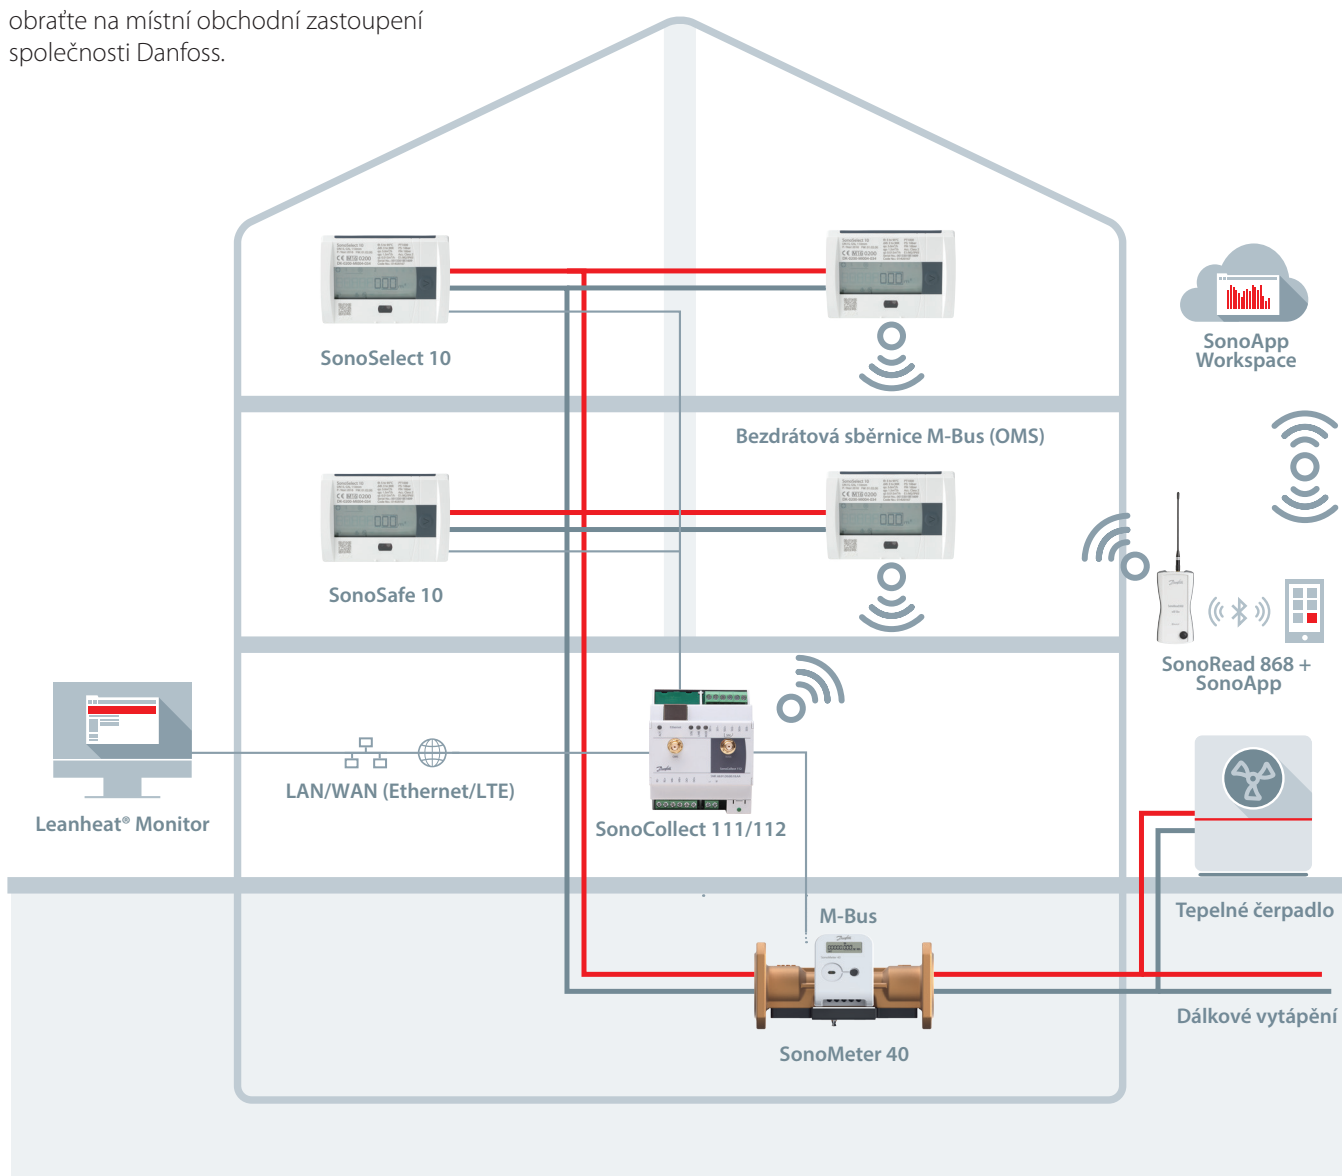 obraťte na místní obchodní zastoupení
společnosti Danfoss.
SonoSelect 10
SonoApp
Workspace
Bezdrátová sběrnice M-Bus (OMS)
SonoSafe 10
SonoRead 868 +
SonoApp
LAN/WAN (Ethernet/LTE)
Leanheat® Monitor
SonoCollect 111/112
M-Bus
Tepelné čerpadlo
Dálkové vytápění
SonoMeter 40